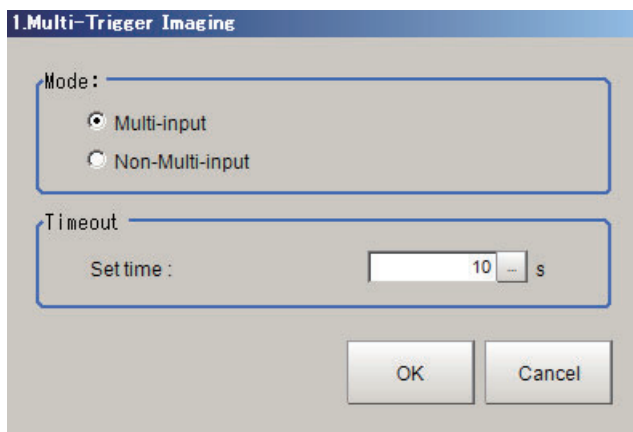 1.Multi-Trigger Imaging
Mode:
Multi-input
Non-Multi-input
Timeout
Set time : 10 ... s
OK Cancel